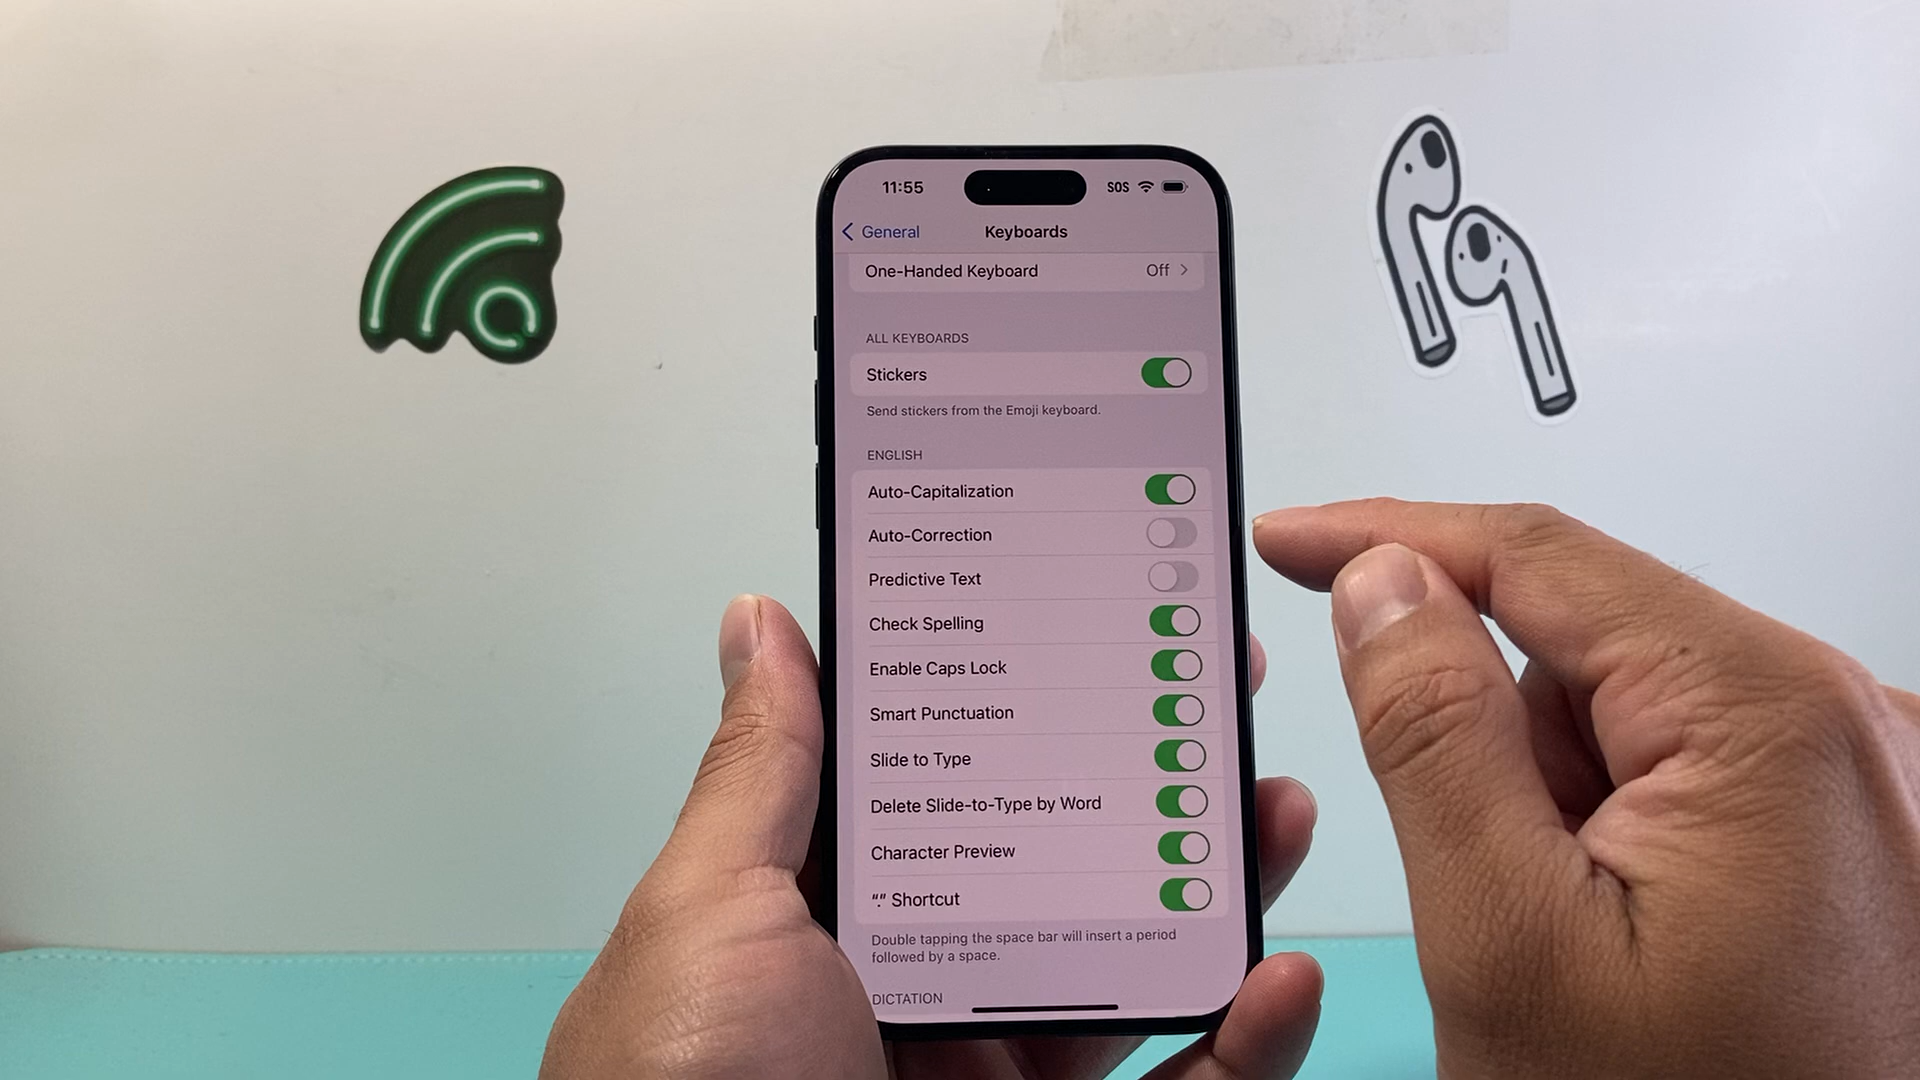 11:55
SOS
General
Keyboards
One-Handed Keyboard Off
ALL KEYBOARDS
Stickers
Send stickers from the Emoji keyboard.
ENGLISH
Auto-Capitalization
Auto-Correction
Predictive Text
Check Spelling
Enable Caps Lock
Smart Punctuation
Slide to Type
Delete Slide-to-Type by Word
Character Preview
“.” Shortcut
Double tapping the space bar will insert a period
followed by a space.
DICTATION